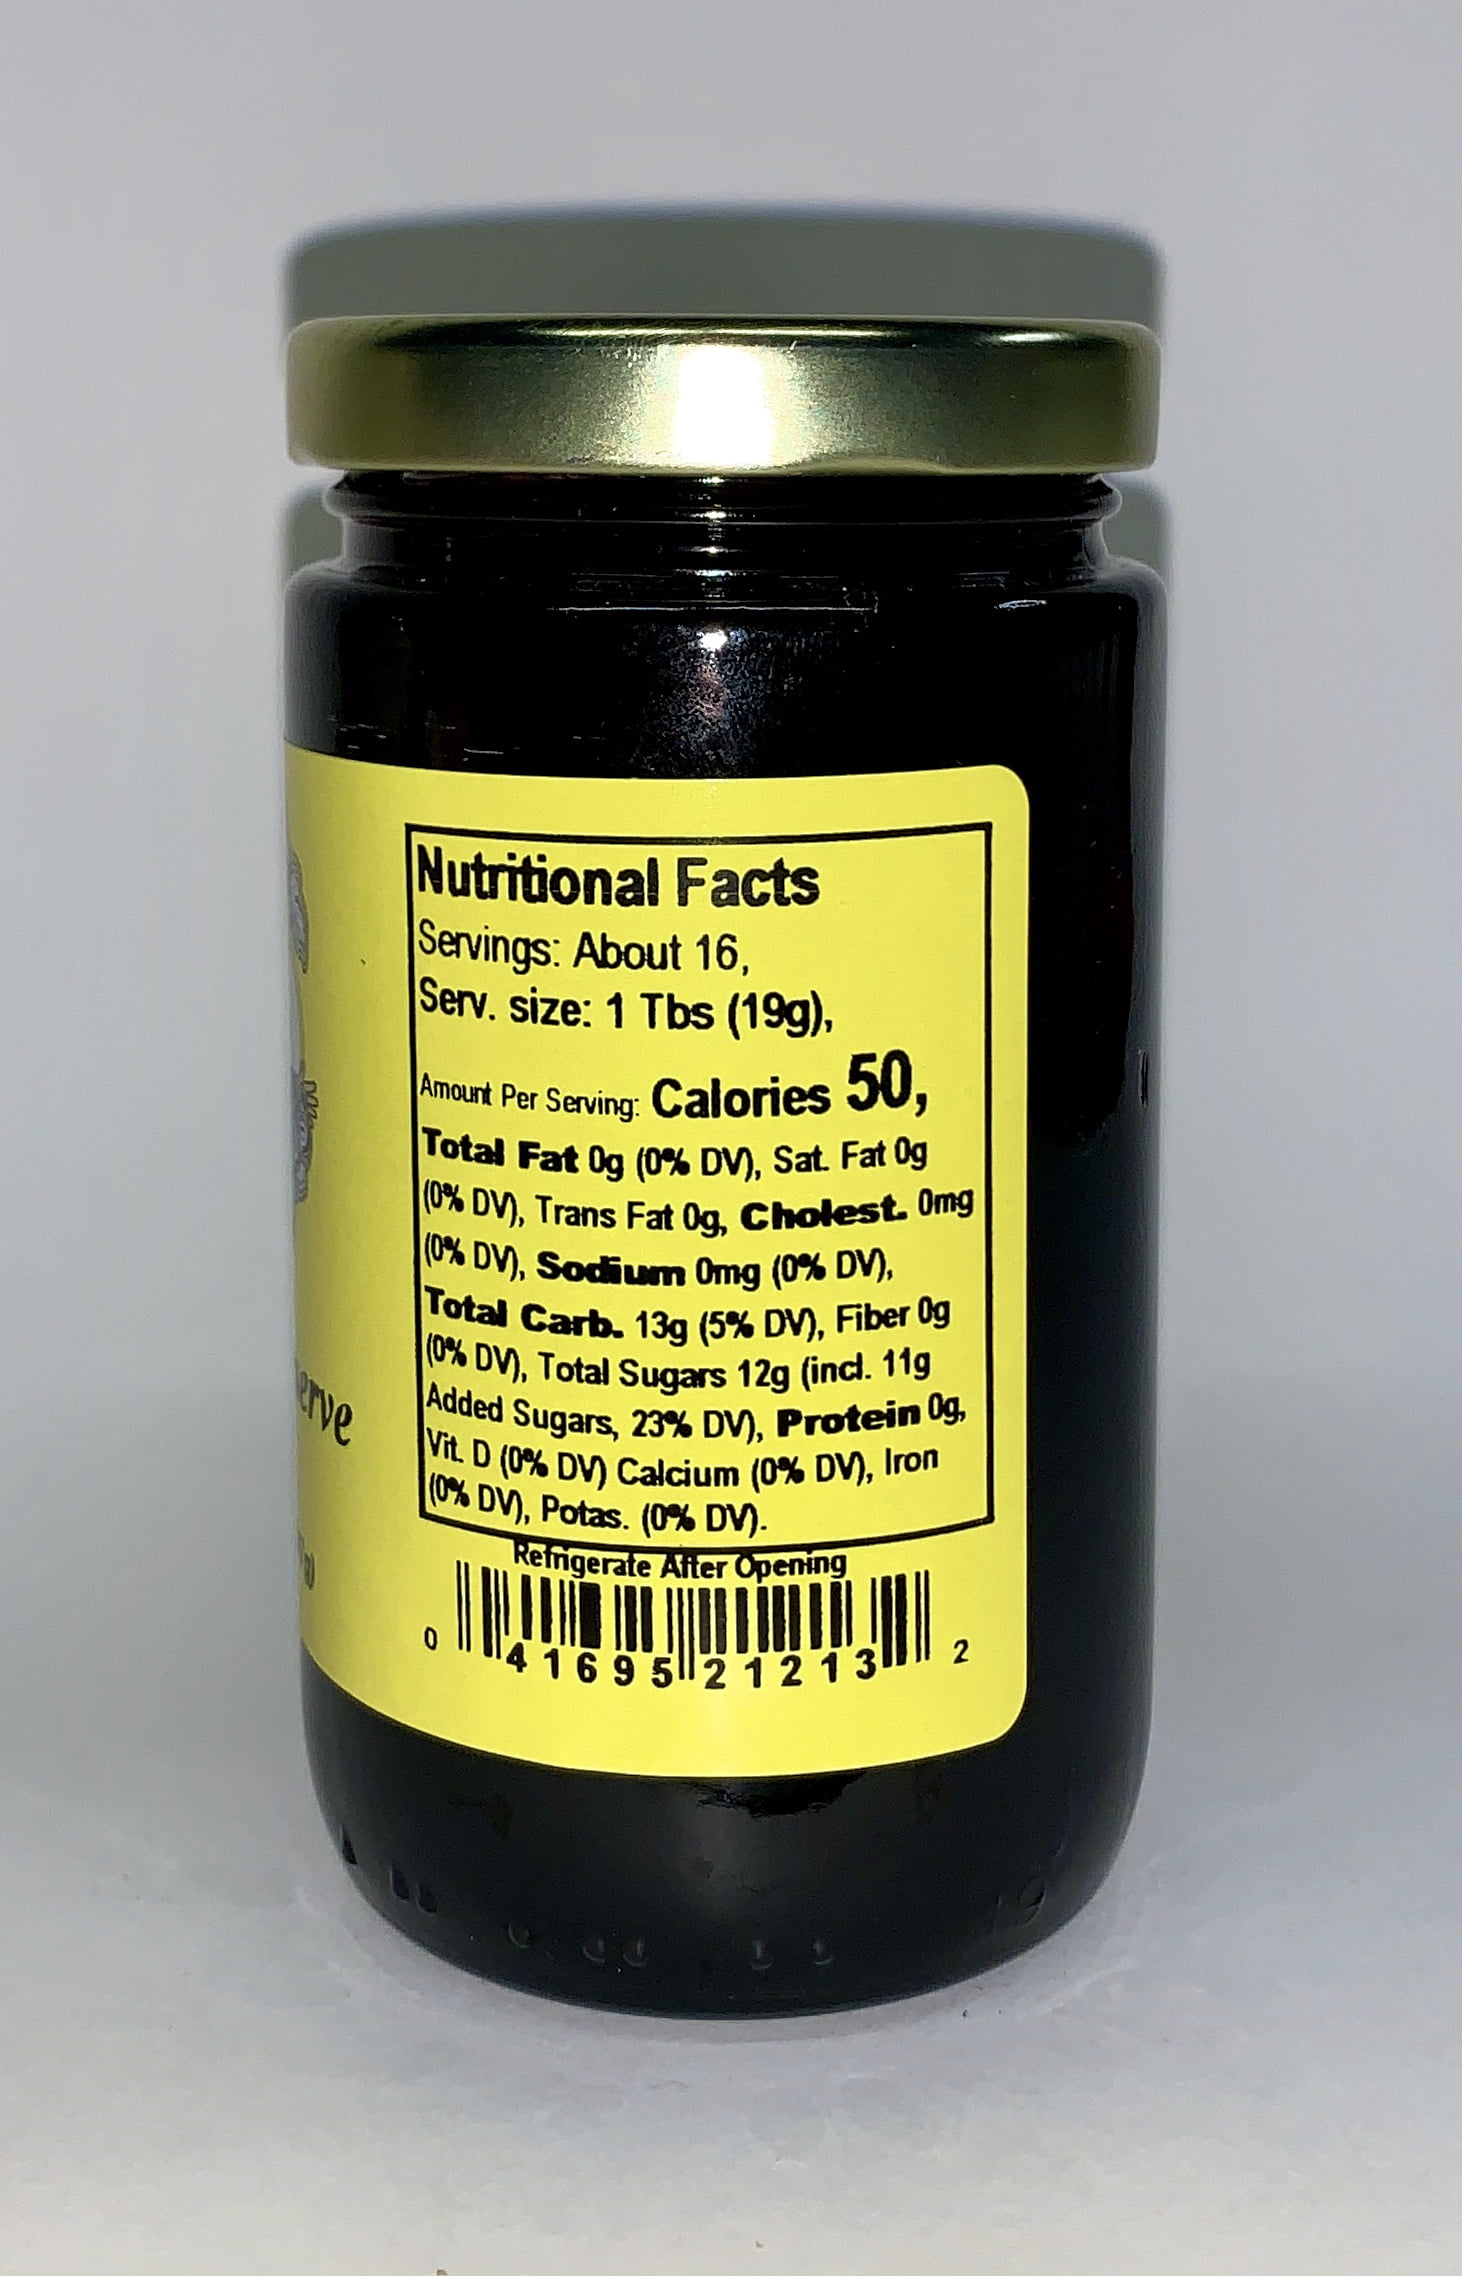 Nutritional Facts
Servings: About 16,
Serv. size: 1 Tbs (19g),
Amount Per Serving: Calories 50,
Total Fat 0g (0% DV), Sat. Fat 0g
(0% DV), Trans Fat 0g, Cholest. 0mg
(0% DV), Sodium 0mg (0% DV),
Total Carb. 13g (5% DV), Fiber 0g
(0% DV), Total Sugars 12g (incl. 11g
Added Sugars, 23% DV), Protein 0g,
Vit. D (0% DV) Calcium (0% DV), Iron
(0% DV), Potas. (0% DV).
Refrigerate After Opening
0 41695 21213 2